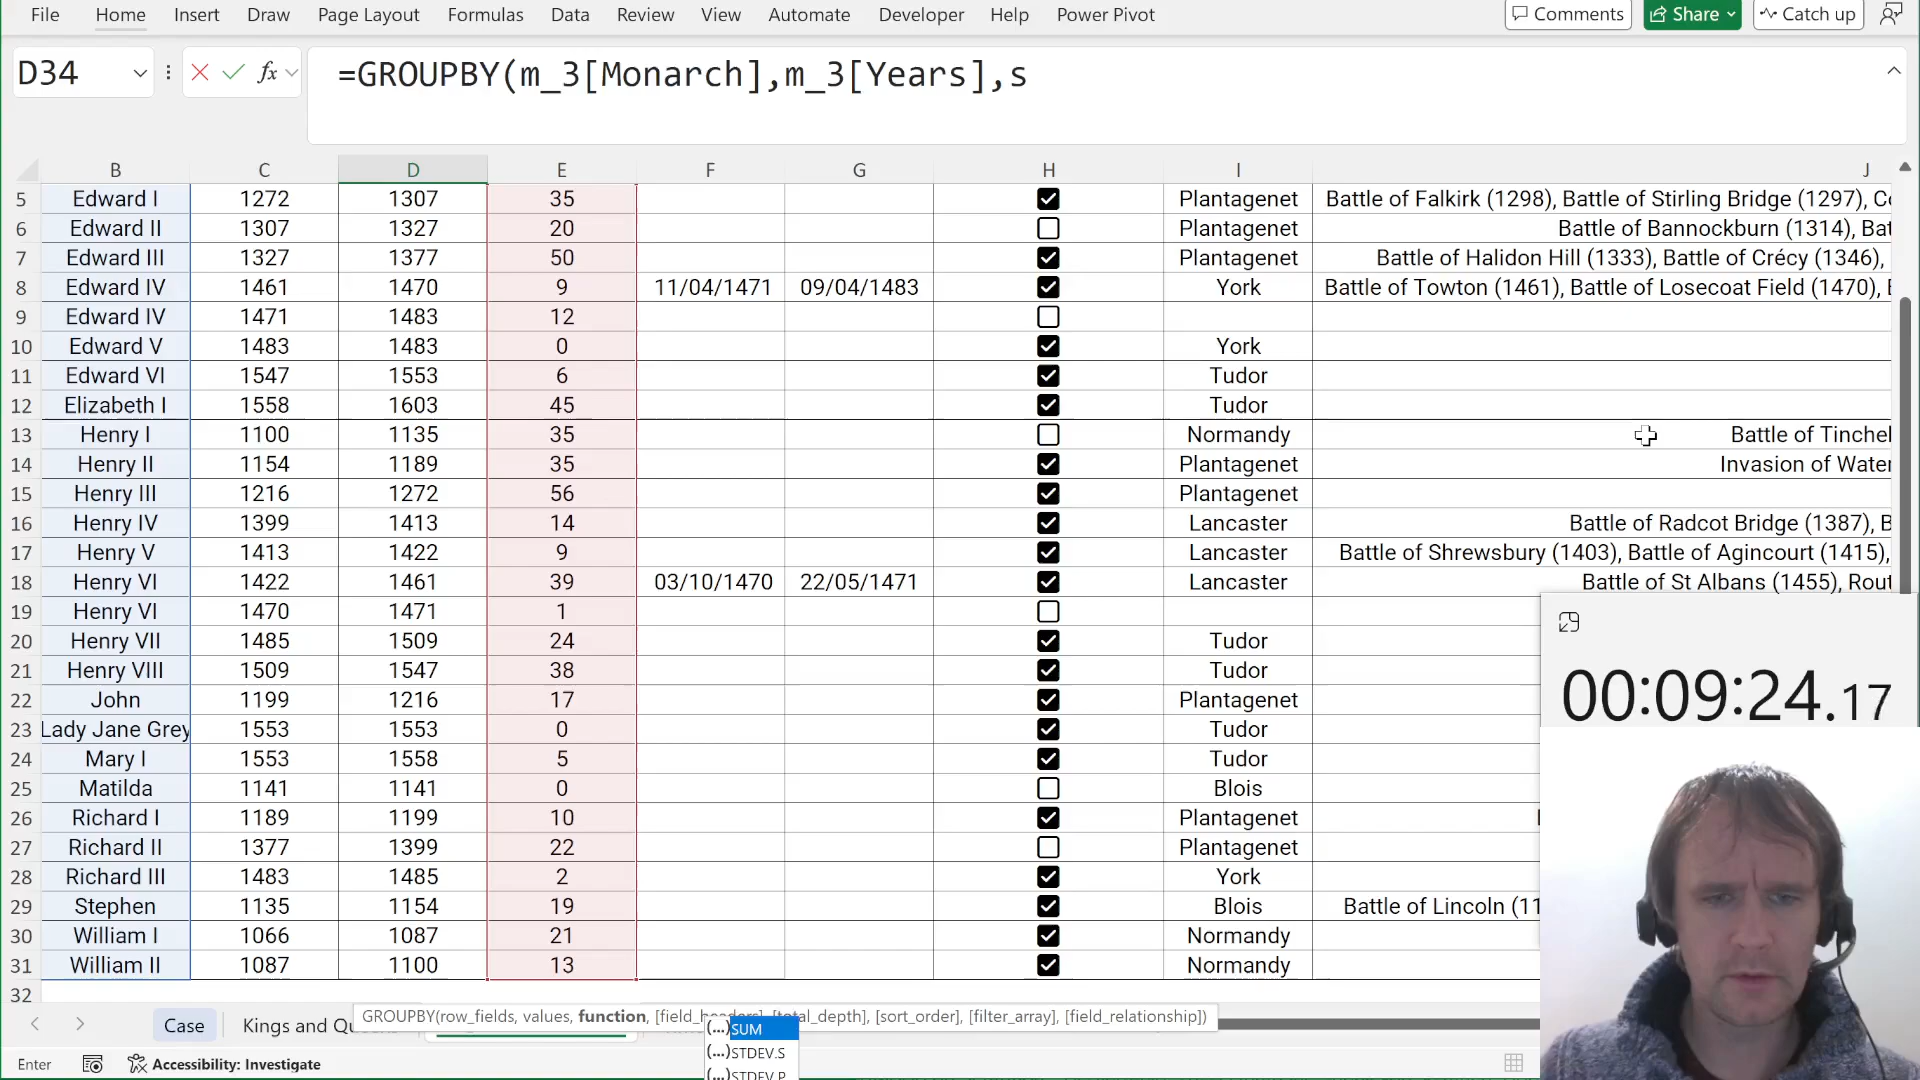 File Home Insert Draw Page Layout Formulas Data Review View Automate Developer Help Power Pivot Comments Share Catch up
D34 fx =GROUPBY(m_3[Monarch],m_3[Years],s
B C D E F G H I J
5 Edward I 1272 1307 35 Plantagenet Battle of Falkirk (1298), Battle of Stirling Bridge (1297), Co
6 Edward II 1307 1327 20 Plantagenet Battle of Bannockburn (1314), Bat
7 Edward III 1327 1377 50 Plantagenet Battle of Halidon Hill (1333), Battle of Crécy (1346),
8 Edward IV 1461 1470 9 11/04/1471 09/04/1483 York Battle of Towton (1461), Battle of Losecoat Field (1470),
9 Edward IV 1471 1483 12
10 Edward V 1483 1483 0 York
11 Edward VI 1547 1553 6 Tudor
12 Elizabeth I 1558 1603 45 Tudor
13 Henry I 1100 1135 35 Normandy Battle of Tinchel
14 Henry II 1154 1189 35 Plantagenet Invasion of Water
15 Henry III 1216 1272 56 Plantagenet
16 Henry IV 1399 1413 14 Lancaster Battle of Radcot Bridge (1387), B
17 Henry V 1413 1422 9 Lancaster Battle of Shrewsbury (1403), Battle of Agincourt (1415),
18 Henry VI 1422 1461 39 03/10/1470 22/05/1471 Lancaster Battle of St Albans (1455), Rout
19 Henry VI 1470 1471 1
20 Henry VII 1485 1509 24 Tudor
21 Henry VIII 1509 1547 38 Tudor
22 John 1199 1216 17 Plantagenet
23 Lady Jane Grey 1553 1553 0 Tudor
24 Mary I 1553 1558 5 Tudor
25 Matilda 1141 1141 0 Blois
26 Richard I 1189 1199 10 Plantagenet
27 Richard II 1377 1399 22 Plantagenet
28 Richard III 1483 1485 2 York
29 Stephen 1135 1154 19 Blois Battle of Lincoln (11
30 William I 1066 1087 21 Normandy
31 William II 1087 1100 13 Normandy
32
00:09:24.17
Case Kings and Qu
GROUPBY(row_fields, values, function, [field_headers], [total_depth], [sort_order], [filter_array], [field_relationship])
SUM
STDEV.S
STDEV.P
Enter Accessibility: Investigate